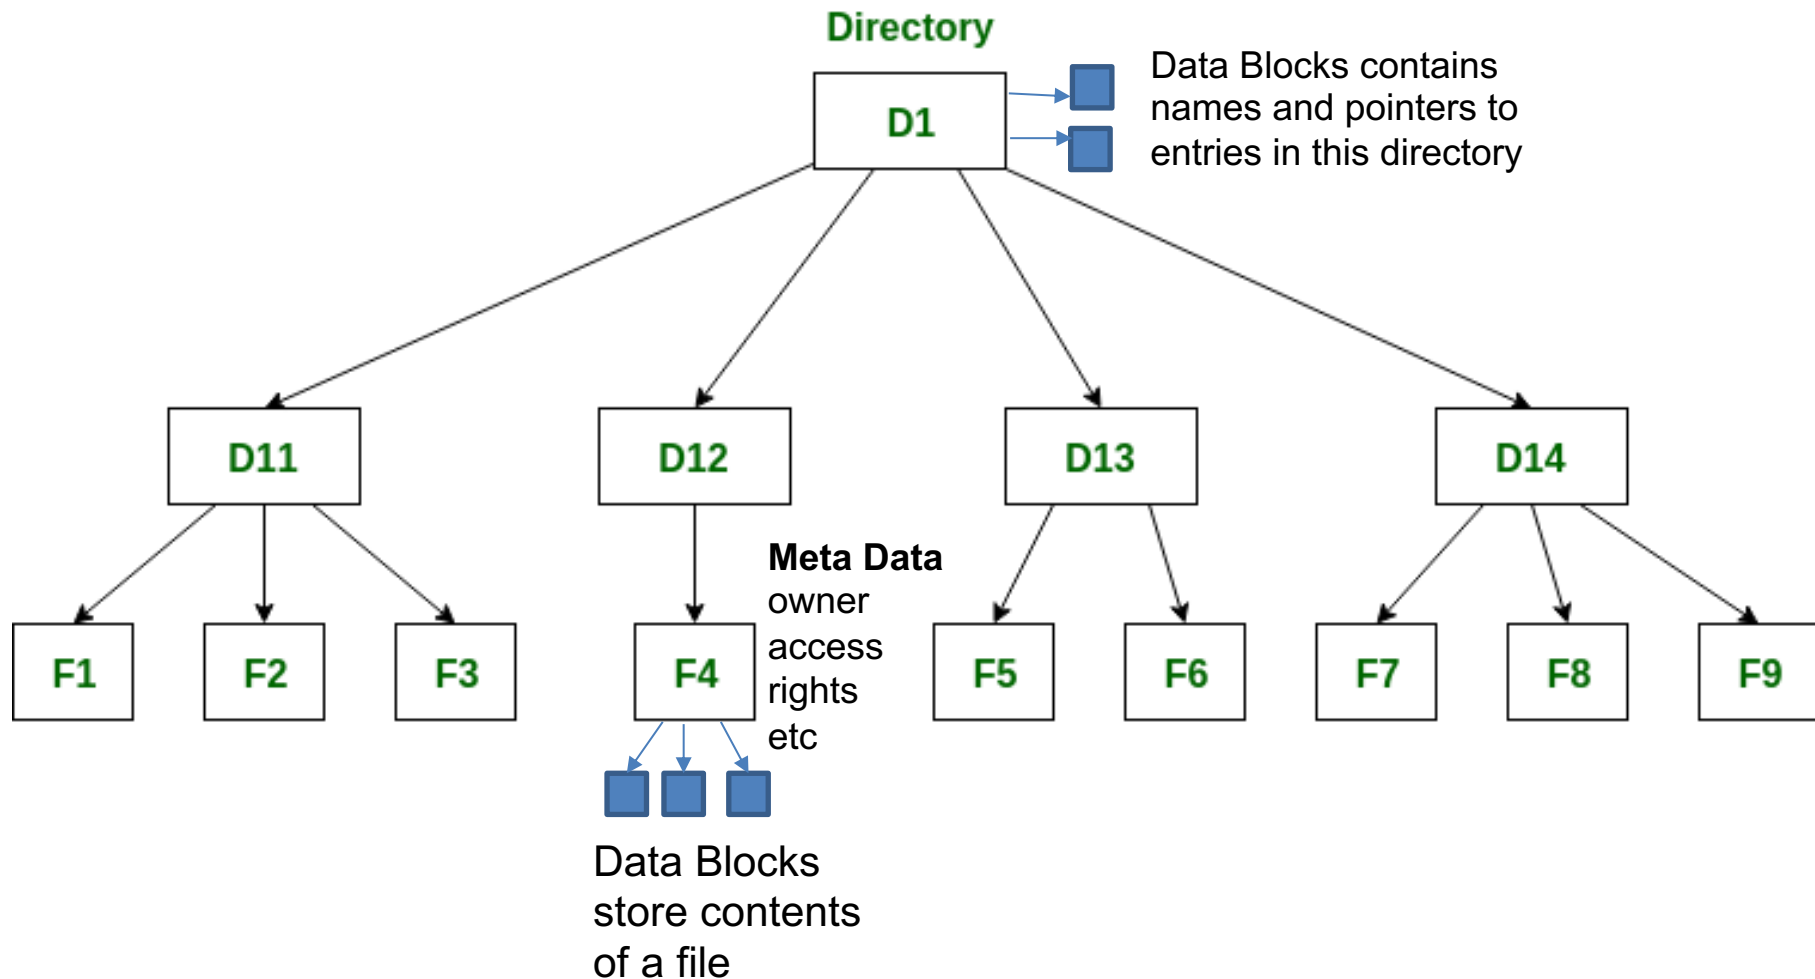 Directory
D1
Data Blocks contains
names and pointers to
entries in this directory
D11
D12
D13
D14
Meta Data
owner
access
rights
etc
F1
F2
F3
F4
F5
F6
F7
F8
F9
Data Blocks
store contents
of a file